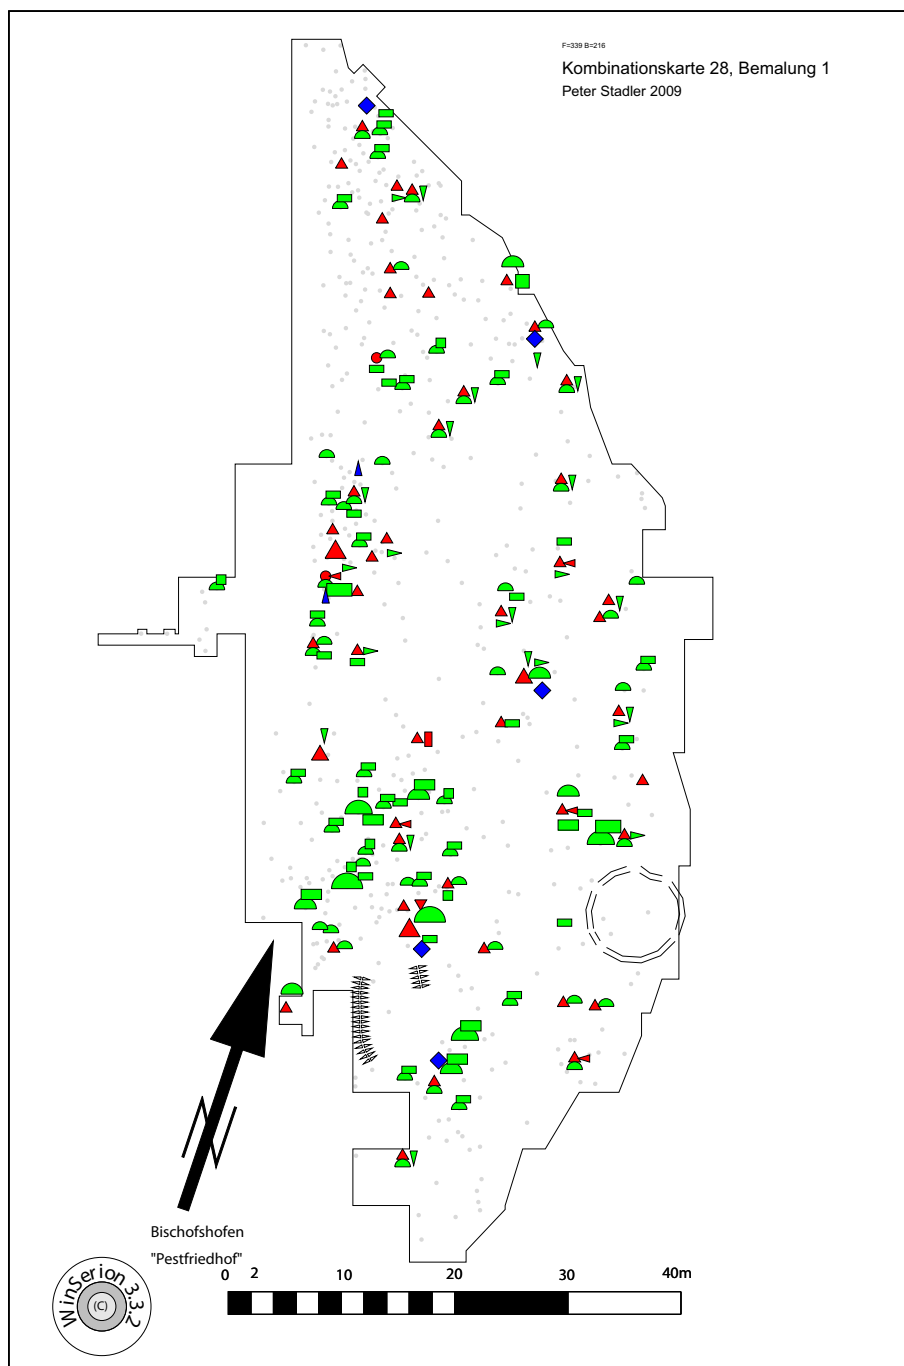 F=339 B=216
Kombinationskarte 28, Bemalung 1
Peter Stadler 2009
Bischofshofen
"Pestfriedhof"
0 2 10 20 30 40m
WinSerion 3.3.2
(C)